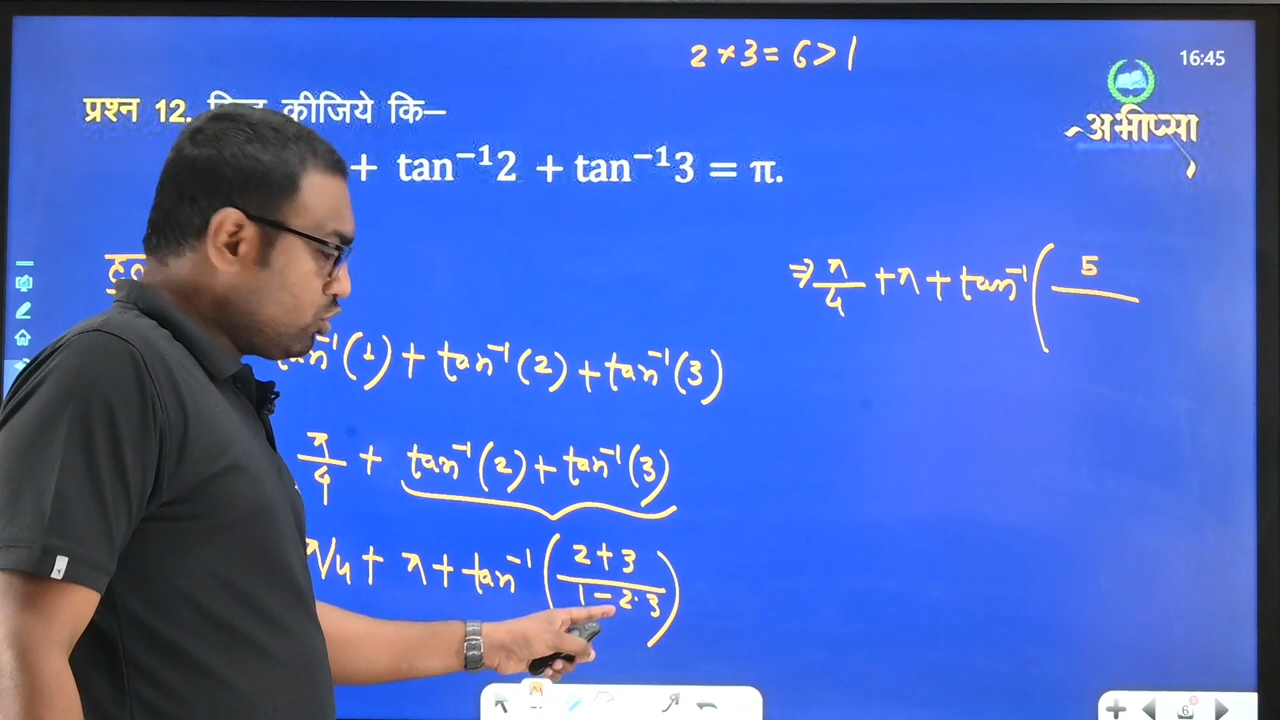 2 × 3 = 6 > 1
16:45
अभीप्सा
प्रश्न 12. कीजिये कि–
+ tan⁻¹2 + tan⁻¹3 = π.
⇒ π/4 + π + tan⁻¹( 5
tan⁻¹(1) + tan⁻¹(2) + tan⁻¹(3)
π/4 + tan⁻¹(2) + tan⁻¹(3)
π/4 + π + tan⁻¹( (2+3)/(1−2·3) )
6